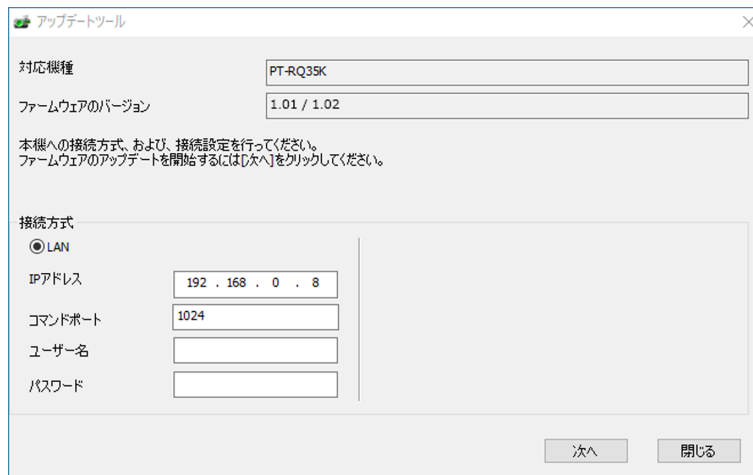 アップデートツール
対応機種 PT-RQ35K
ファームウェアのバージョン 1.01 / 1.02
本機への接続方式、および、接続設定を行ってください。
ファームウェアのアップデートを開始するには[次へ]をクリックしてください。
接続方式
LAN
IPアドレス 192 . 168 . 0 . 8
コマンドポート 1024
ユーザー名
パスワード
次へ 閉じる